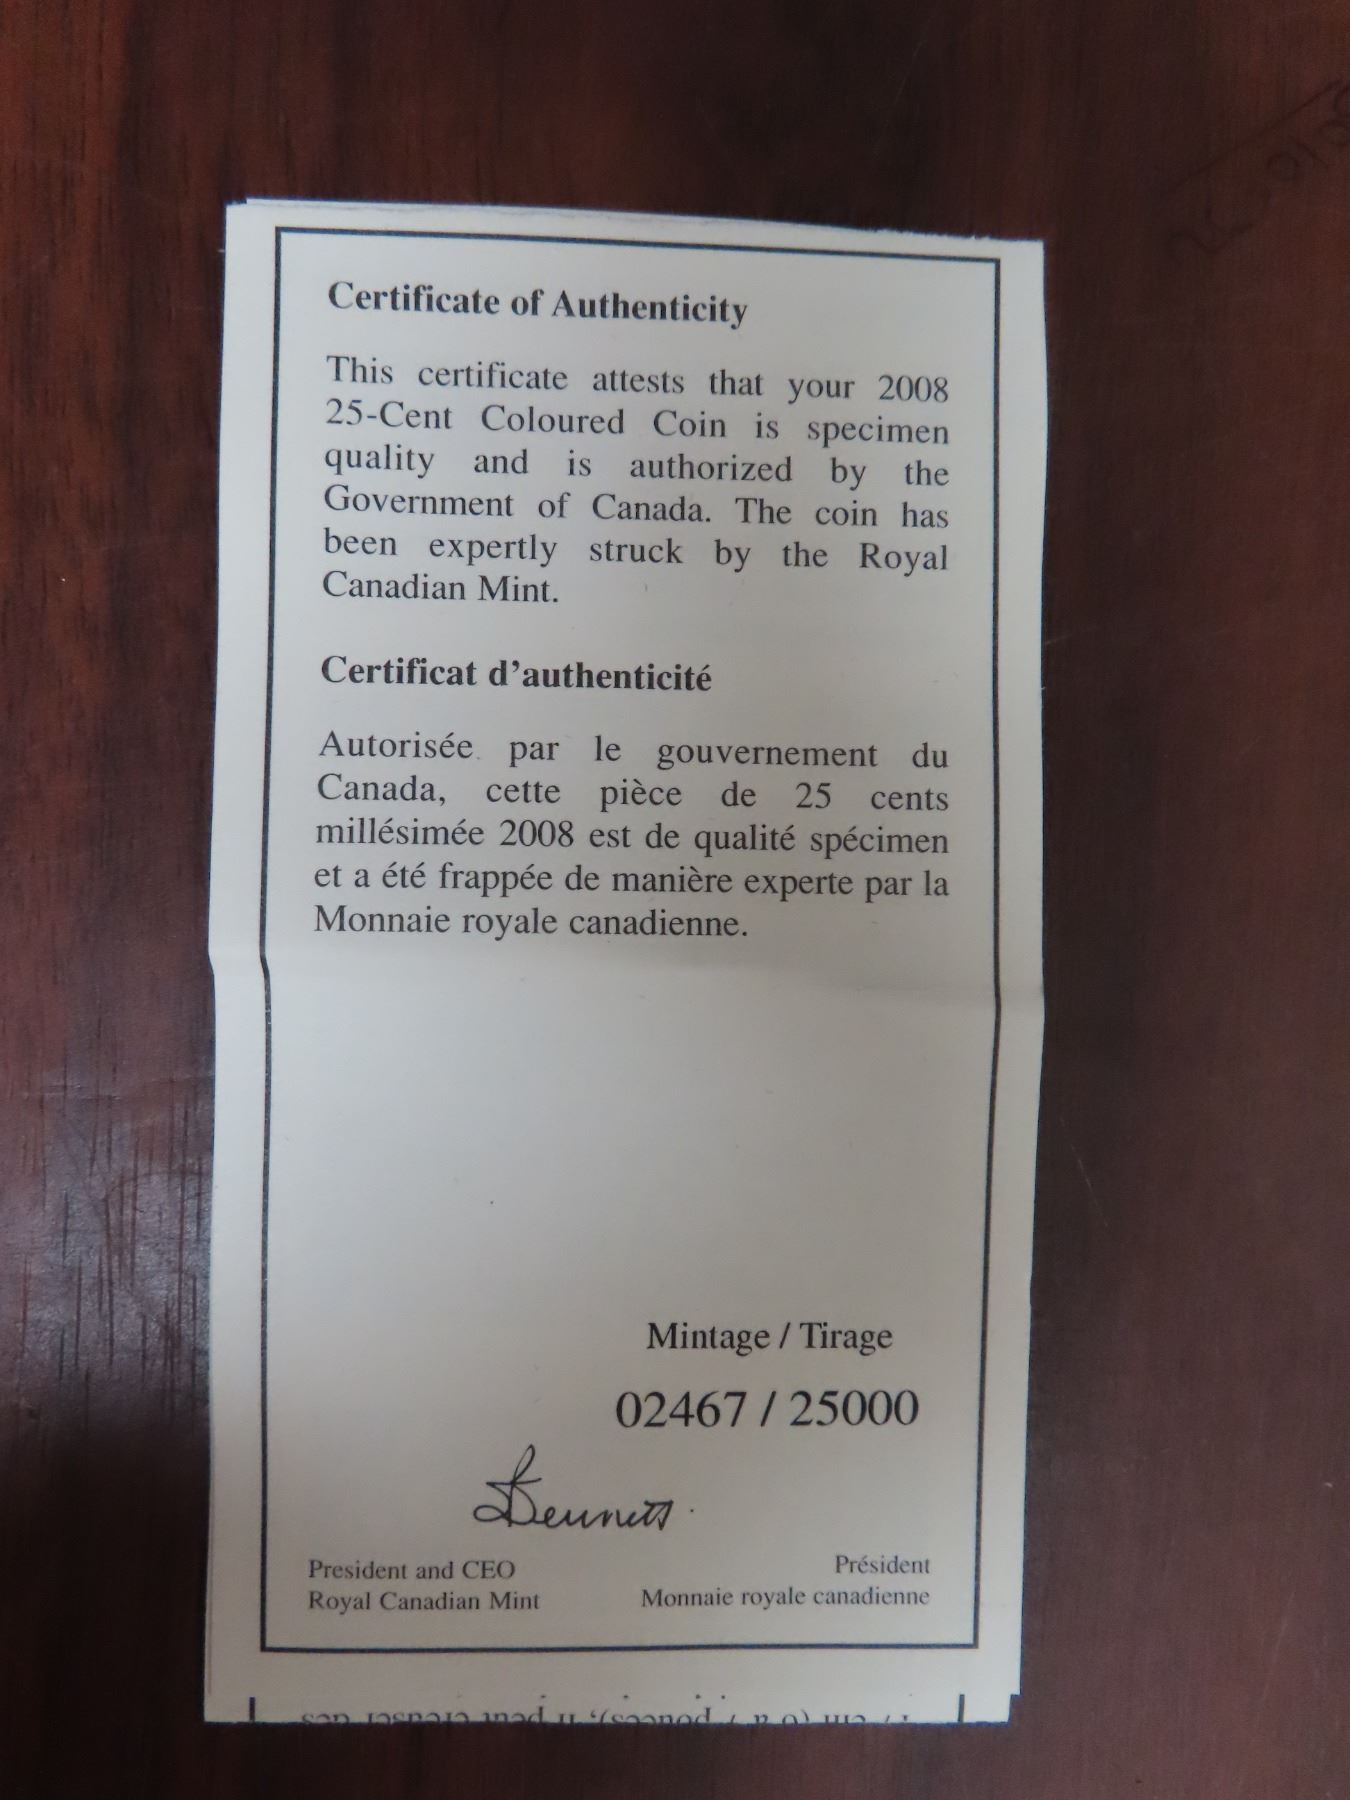 Certificate of Authenticity
This certificate attests that your 2008
25-Cent Coloured Coin is specimen
quality and is authorized by the
Government of Canada. The coin has
been expertly struck by the Royal
Canadian Mint.
Certificat d'authenticité
Autorisée par le gouvernement du
Canada, cette pièce de 25 cents
millésimée 2008 est de qualité spécimen
et a été frappée de manière experte par la
Monnaie royale canadienne.
Mintage / Tirage
02467 / 25000
Bennett
President and CEO
Royal Canadian Mint
Président
Monnaie royale canadienne